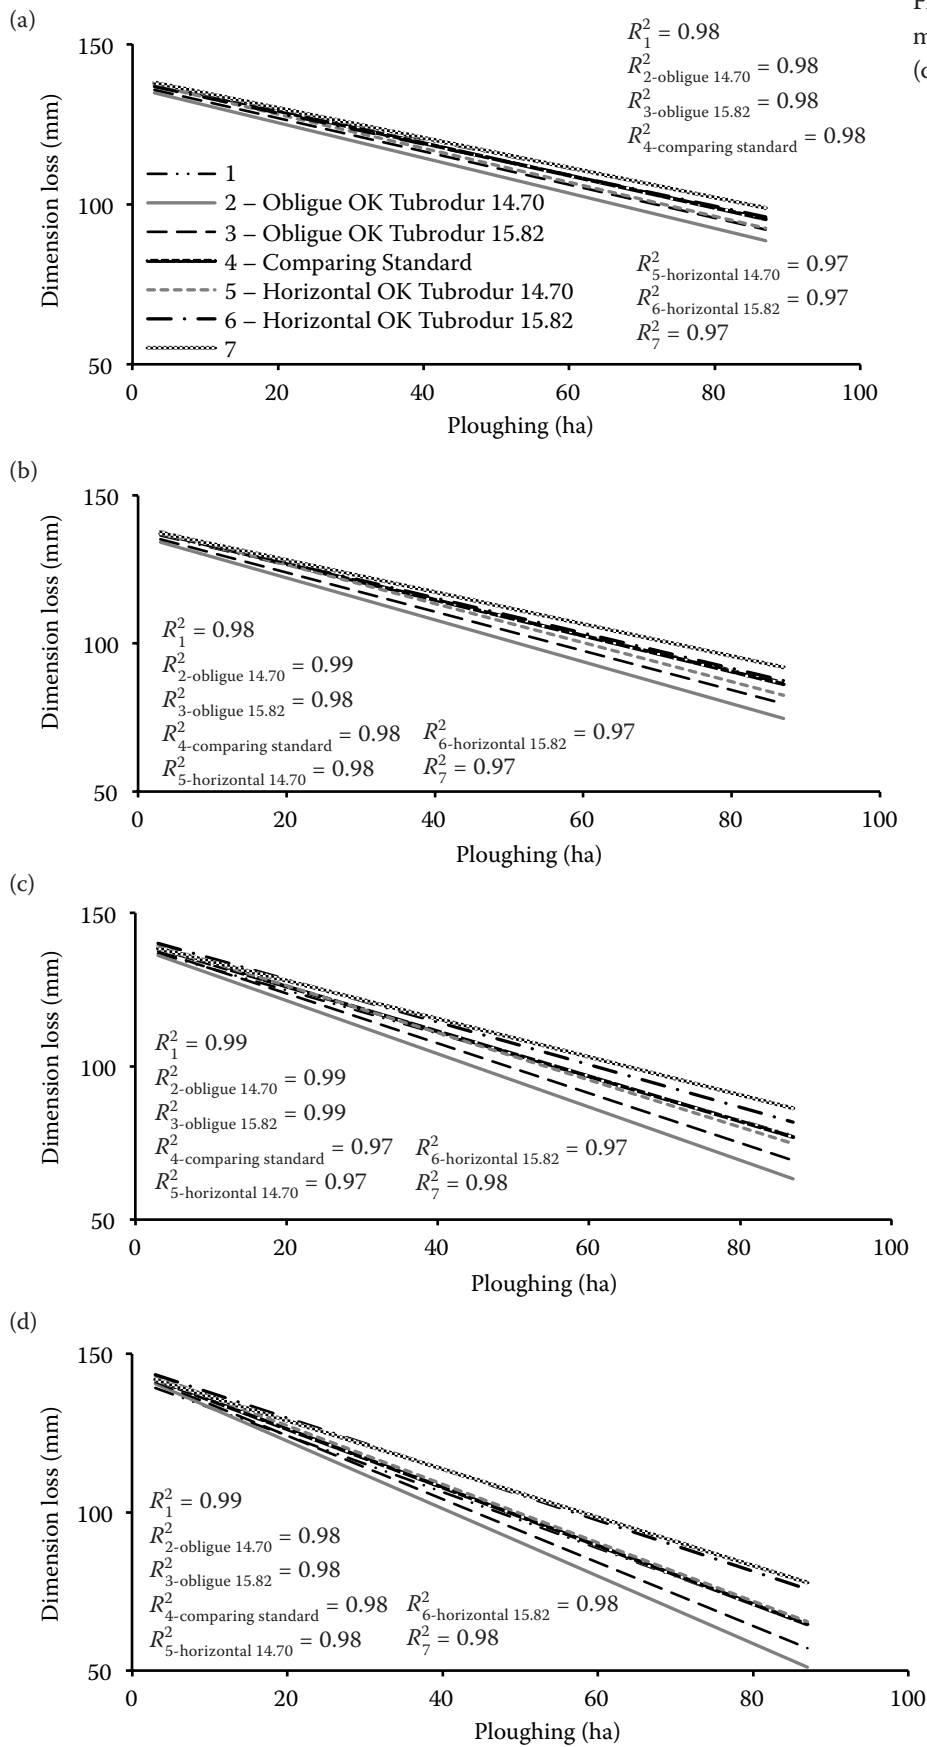 (a)
150
100
50
Dimension loss (mm)
R²₁ = 0.98
R²₂₋obligue 14.70 = 0.98
R²₃₋obligue 15.82 = 0.98
R²₄₋comparing standard = 0.98
1
2 – Obligue OK Tubrodur 14.70
3 – Obligue OK Tubrodur 15.82
4 – Comparing Standard
5 – Horizontal OK Tubrodur 14.70
6 – Horizontal OK Tubrodur 15.82
7
R²₅₋horizontal 14.70 = 0.97
R²₆₋horizontal 15.82 = 0.97
R²₇ = 0.97
0 20 40 60 80 100
Ploughing (ha)
(b)
150
100
50
Dimension loss (mm)
R²₁ = 0.98
R²₂₋obligue 14.70 = 0.99
R²₃₋obligue 15.82 = 0.98
R²₄₋comparing standard = 0.98 R²₆₋horizontal 15.82 = 0.97
R²₅₋horizontal 14.70 = 0.98 R²₇ = 0.97
0 20 40 60 80 100
Ploughing (ha)
(c)
150
100
50
Dimension loss (mm)
R²₁ = 0.99
R²₂₋obligue 14.70 = 0.99
R²₃₋obligue 15.82 = 0.99
R²₄₋comparing standard = 0.97 R²₆₋horizontal 15.82 = 0.97
R²₅₋horizontal 14.70 = 0.97 R²₇ = 0.98
0 20 40 60 80 100
Ploughing (ha)
(d)
150
100
50
Dimension loss (mm)
R²₁ = 0.99
R²₂₋obligue 14.70 = 0.98
R²₃₋obligue 15.82 = 0.98
R²₄₋comparing standard = 0.98 R²₆₋horizontal 15.82 = 0.98
R²₅₋horizontal 14.70 = 0.98 R²₇ = 0.98
0 20 40 60 80 100
Ploughing (ha)